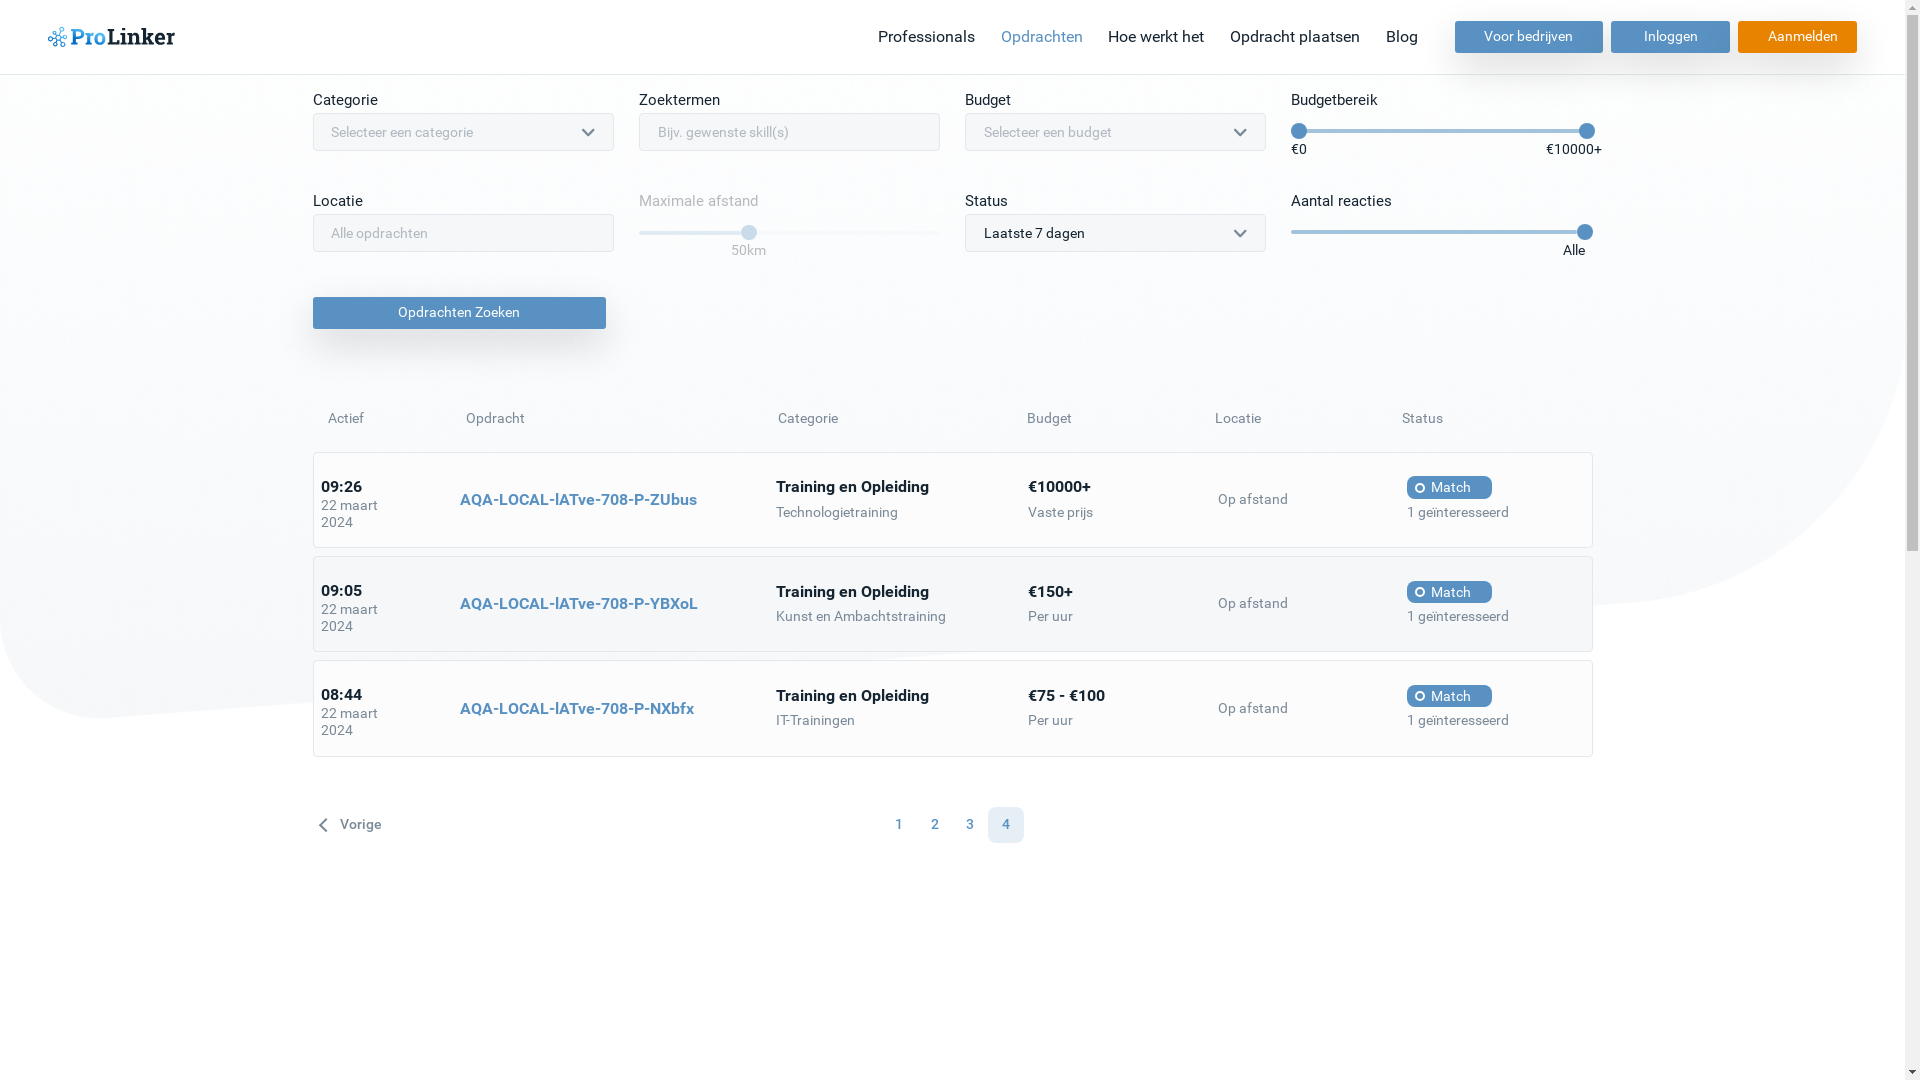 ProLinker
Professionals Opdrachten Hoe werkt het Opdracht plaatsen Blog Voor bedrijven Inloggen Aanmelden
Categorie Zoektermen Budget Budgetbereik
Selecteer een categorie Bijv. gewenste skill(s) Selecteer een budget
€0 €10000+
Locatie Maximale afstand Status Aantal reacties
Alle opdrachten Laatste 7 dagen
50km Alle
Opdrachten Zoeken
Actief Opdracht Categorie Budget Locatie Status
09:26 Training en Opleiding €10000+ Match
22 maart AQA-LOCAL-lATve-708-P-ZUbus Op afstand
2024 Technologietraining Vaste prijs 1 geïnteresseerd
09:05 Training en Opleiding €150+ Match
22 maart AQA-LOCAL-lATve-708-P-YBXoL Op afstand
2024 Kunst en Ambachtstraining Per uur 1 geïnteresseerd
08:44 Training en Opleiding €75 - €100 Match
22 maart AQA-LOCAL-lATve-708-P-NXbfx Op afstand
2024 IT-Trainingen Per uur 1 geïnteresseerd
Vorige 1 2 3 4